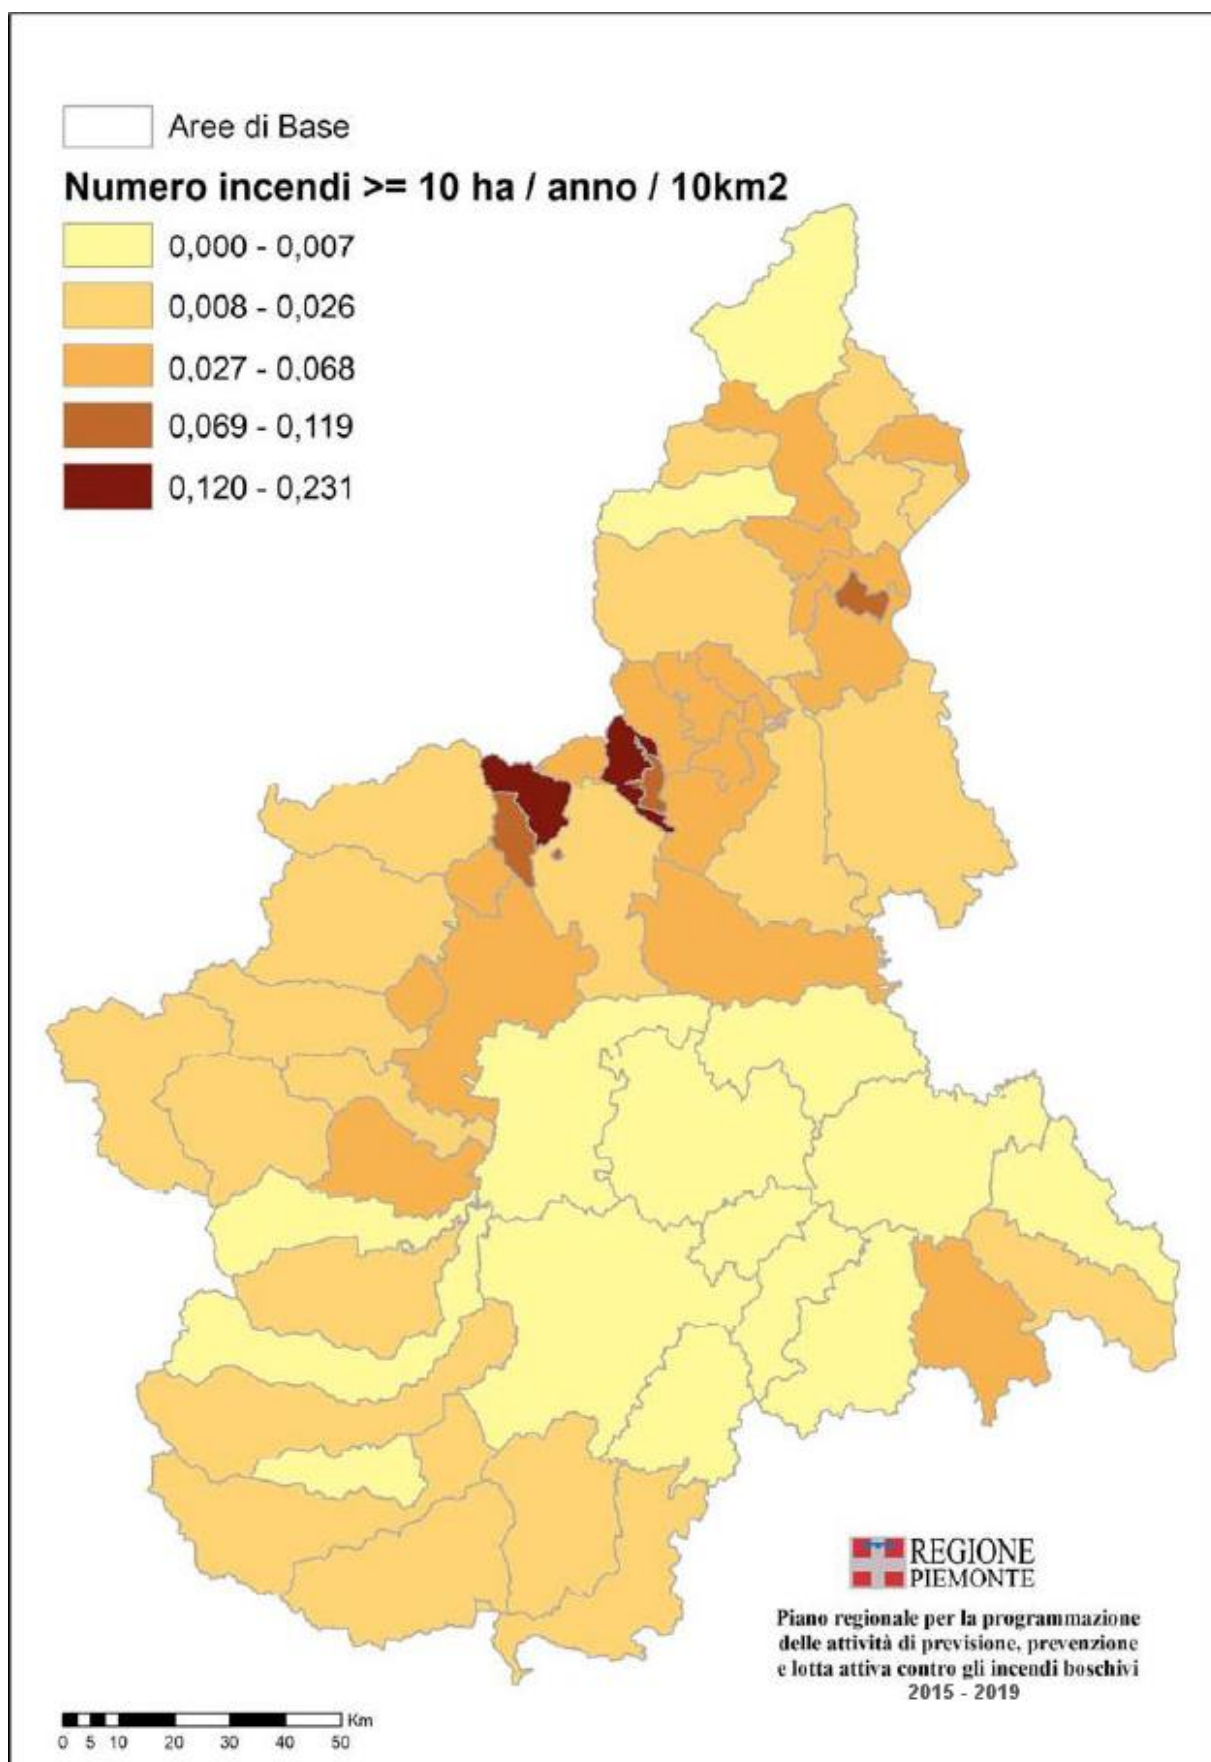 Aree di Base
Numero incendi >= 10 ha / anno / 10km2
0,000 - 0,007
0,008 - 0,026
0,027 - 0,068
0,069 - 0,119
0,120 - 0,231
REGIONE
PIEMONTE
Piano regionale per la programmazione
delle attività di previsione, prevenzione
e lotta attiva contro gli incendi boschivi
2015 - 2019
Km
0 5 10 20 30 40 50